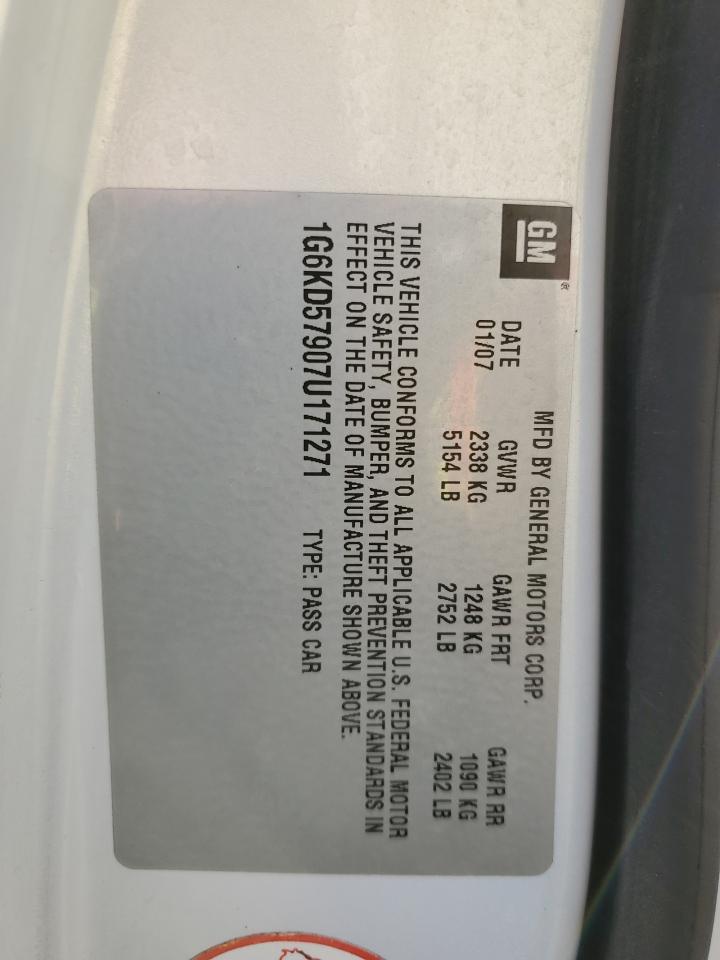 GM®
MFD BY GENERAL MOTORS CORP.
DATE GVWR GAWR FRT GAWR RR
01/07 2338 KG 1248 KG 1090 KG
5154 LB 2752 LB 2402 LB
THIS VEHICLE CONFORMS TO ALL APPLICABLE U.S. FEDERAL MOTOR
VEHICLE SAFETY, BUMPER, AND THEFT PREVENTION STANDARDS IN
EFFECT ON THE DATE OF MANUFACTURE SHOWN ABOVE.
1G6KD57907U171271 TYPE: PASS CAR